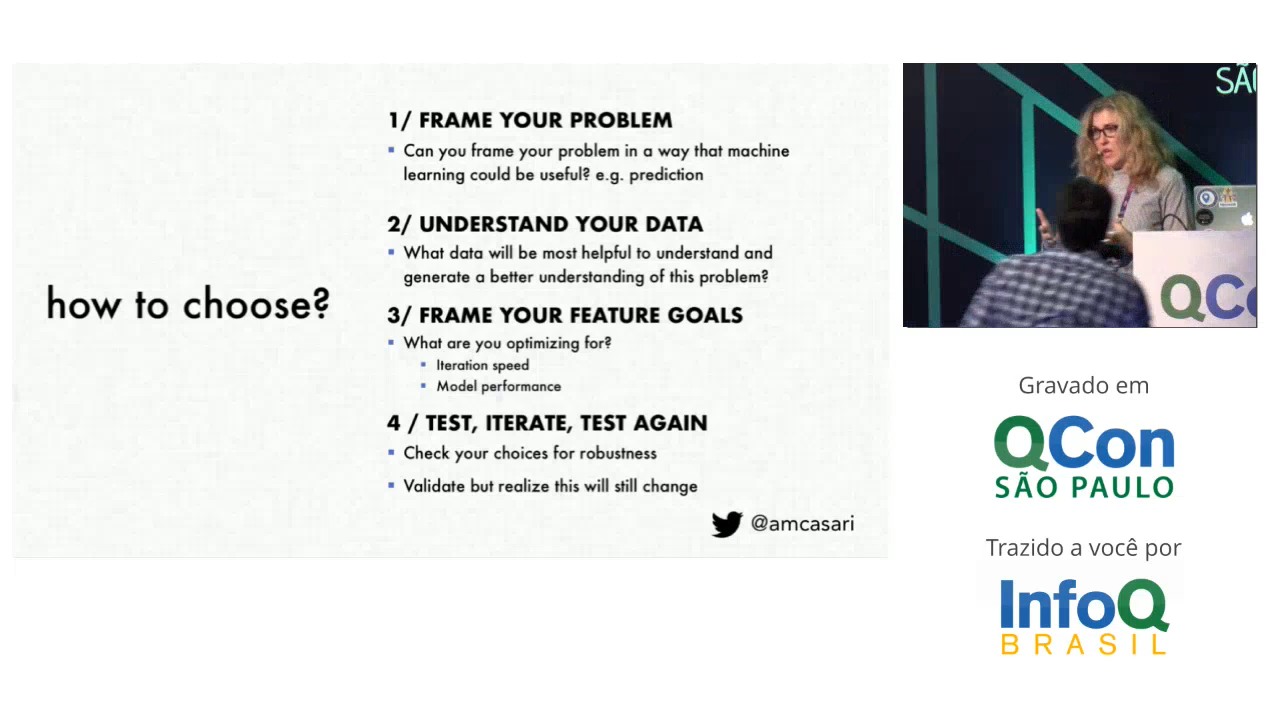 how to choose?
1/ FRAME YOUR PROBLEM
▪ Can you frame your problem in a way that machine
learning could be useful? e.g. prediction
2/ UNDERSTAND YOUR DATA
▪ What data will be most helpful to understand and
generate a better understanding of this problem?
3/ FRAME YOUR FEATURE GOALS
▪ What are you optimizing for?
▪ Iteration speed
▪ Model performance
4 / TEST, ITERATE, TEST AGAIN
▪ Check your choices for robustness
▪ Validate but realize this will still change
@amcasari
SÃ
QCo
Gravado em
QCon
SÃO PAULO
Trazido a você por
InfoQ
BRASIL